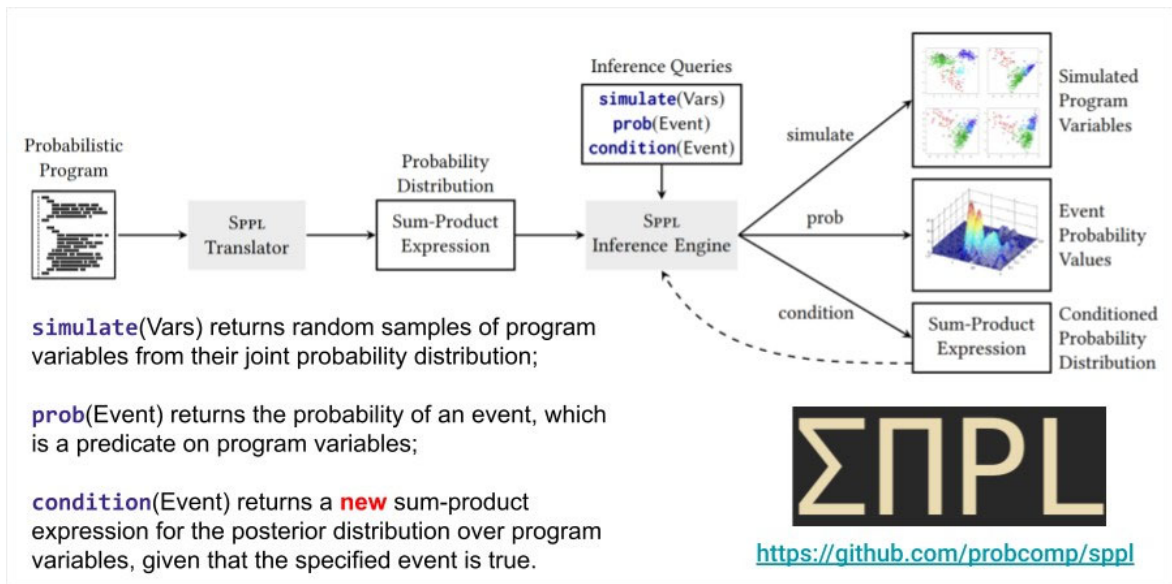 Probabilistic
Program
SPPL
Translator
Probability
Distribution
Sum-Product
Expression
Inference Queries
simulate(Vars)
prob(Event)
condition(Event)
SPPL
Inference Engine
simulate
prob
condition
Simulated
Program
Variables
Event
Probability
Values
Sum-Product
Expression
Conditioned
Probability
Distribution
simulate(Vars) returns random samples of program
variables from their joint probability distribution;
prob(Event) returns the probability of an event, which
is a predicate on program variables;
condition(Event) returns a new sum-product
expression for the posterior distribution over program
variables, given that the specified event is true.
ΣΠPL
https://github.com/probcomp/sppl